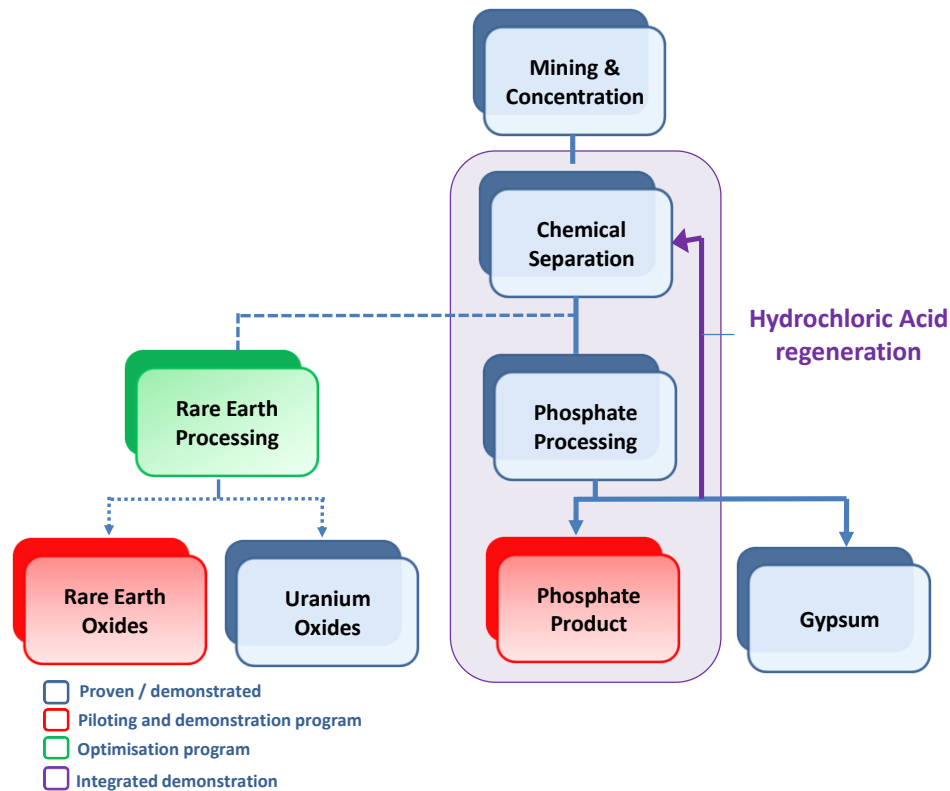 Mining &
Concentration
Chemical
Separation
Hydrochloric Acid
regeneration
Rare Earth
Processing
Phosphate
Processing
Rare Earth
Oxides
Uranium
Oxides
Phosphate
Product
Gypsum
Proven / demonstrated
Piloting and demonstration program
Optimisation program
Integrated demonstration